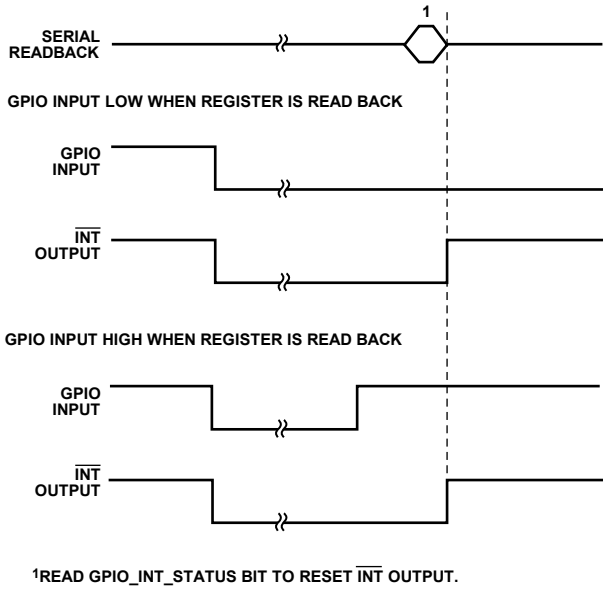 1
SERIAL
READBACK
GPIO INPUT LOW WHEN REGISTER IS READ BACK
GPIO
INPUT
INT
OUTPUT
GPIO INPUT HIGH WHEN REGISTER IS READ BACK
GPIO
INPUT
INT
OUTPUT
1READ GPIO_INT_STATUS BIT TO RESET INT OUTPUT.